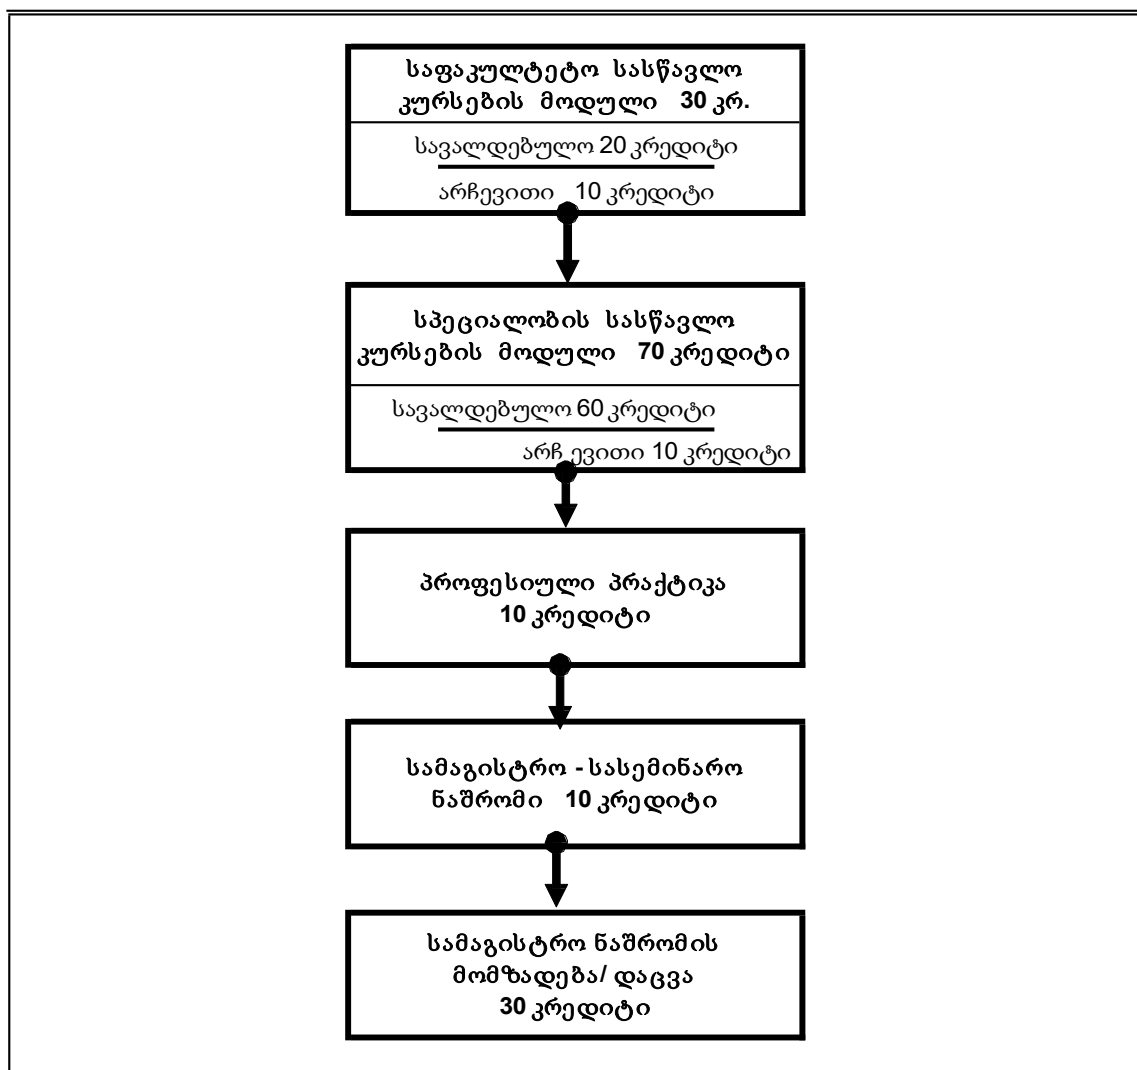 საფაკულტეტო სასწავლო
კურსების მოდული 30 კრ.
სავალდებულო 20 კრედიტი
არჩევითი 10 კრედიტი
სპეციალობის სასწავლო
კურსების მოდული 70 კრედიტი
სავალდებულო 60 კრედიტი
არჩ ევითი 10 კრედიტი
პროფესიული პრაქტიკა
10 კრედიტი
სამაგისტრო - სასემინარო
ნაშრომი 10 კრედიტი
სამაგისტრო ნაშრომის
მომზადება/ დაცვა
30 კრედიტი